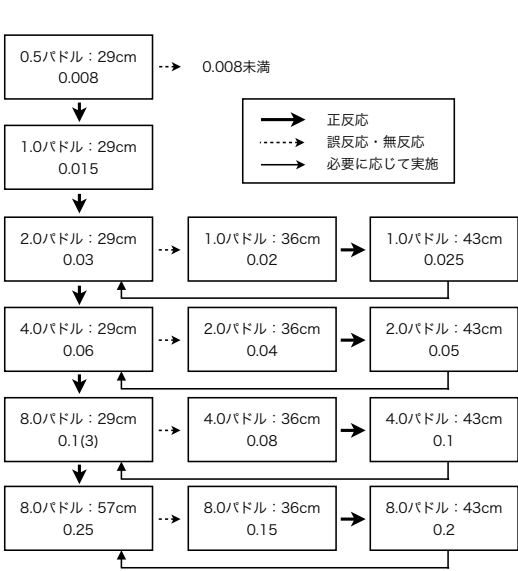 0.5パドル：29cm
0.008
0.008未満
正反応
誤反応・無反応
必要に応じて実施
1.0パドル：29cm
0.015
2.0パドル：29cm
0.03
1.0パドル：36cm
0.02
1.0パドル：43cm
0.025
4.0パドル：29cm
0.06
2.0パドル：36cm
0.04
2.0パドル：43cm
0.05
8.0パドル：29cm
0.1(3)
4.0パドル：36cm
0.08
4.0パドル：43cm
0.1
8.0パドル：57cm
0.25
8.0パドル：36cm
0.15
8.0パドル：43cm
0.2